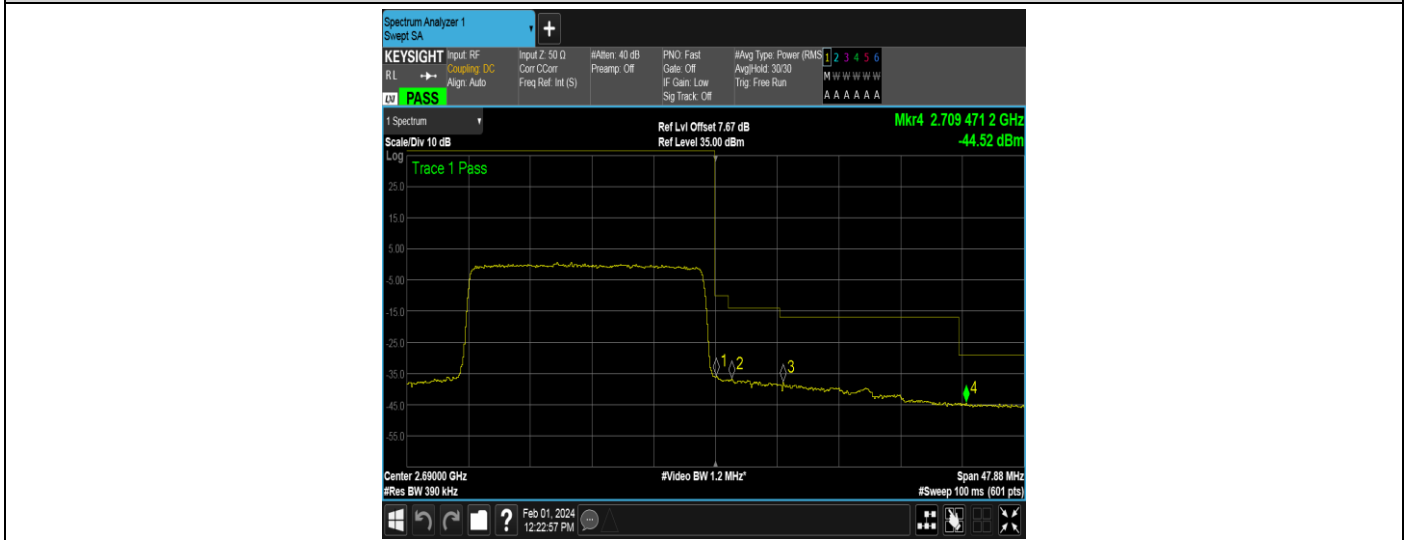 Spectrum Analyzer 1
Swept SA
+
KEYSIGHT
RL
LXI
PASS
Input: RF
Coupling: DC
Align: Auto
Input Z: 50 Ω
Corr CCorr
Freq Ref: Int (S)
#Atten: 40 dB
Preamp: Off
PNO: Fast
Gate: Off
IF Gain: Low
Sig Track: Off
#Avg Type: Power (RMS
Avg|Hold: 30/30
Trig: Free Run
1 2 3 4 5 6
M W W W W W
A A A A A A
1 Spectrum
Scale/Div 10 dB
Ref Lvl Offset 7.67 dB
Ref Level 35.00 dBm
Mkr4 2.709 471 2 GHz
-44.52 dBm
Log
Trace 1 Pass
25.0
15.0
5.00
-5.00
-15.0
-25.0
-35.0
-45.0
-55.0
1
2
3
4
Center 2.69000 GHz
#Res BW 390 kHz
#Video BW 1.2 MHz*
Span 47.88 MHz
#Sweep 100 ms (601 pts)
?
Feb 01, 2024
12:22:57 PM